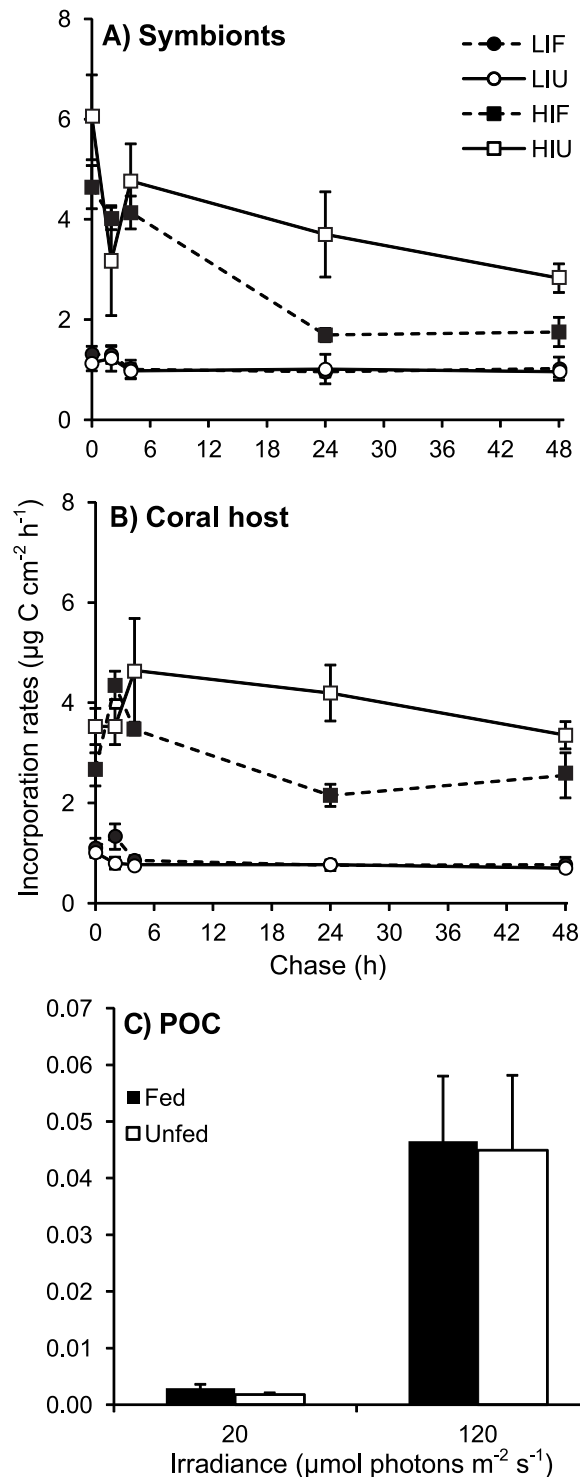 A) Symbionts
LIF
LIU
HIF
HIU
8
6
4
2
0
0 6 12 18 24 30 36 42 48
B) Coral host
8
6
4
2
0
0 6 12 18 24 30 36 42 48
Chase (h)
Incorporation rates (µg C cm⁻² h⁻¹)
C) POC
Fed
Unfed
0.07
0.06
0.05
0.04
0.03
0.02
0.01
0.00
20 120
Irradiance (µmol photons m⁻² s⁻¹)